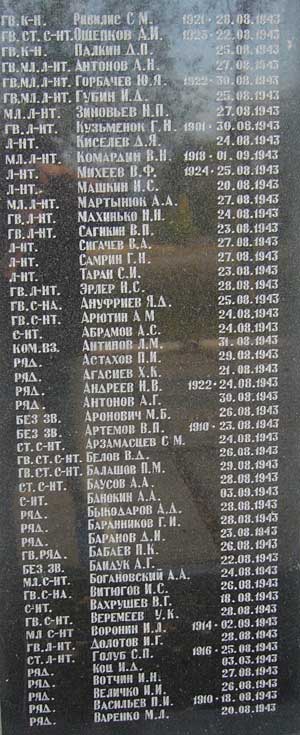 ГВ. К-Н. РИВИЛИС С М. 1921 - 28.08.1943
ГВ. СТ. С-НТ. ОЩЕПКОВ А.И. 1923 - 22.08.1943
ГВ. К-Н. ПАЛКИН Д.П. 25.08.1943
ГВ. МЛ. Л-НТ. АНТОНОВ А.Н. 27.08.1943
ГВ. МЛ. Л-НТ. ГОРБАЧЕВ Ю.Я. 1922 - 30.08.1943
ГВ. МЛ. Л-НТ. ГУБИН И.Д. 25.08.1943
МЛ. Л-НТ. ЗИНОВЬЕВ Н.П. 27.08.1943
ГВ. Л-НТ. КУЗЬМЕНОК Г.Н. 1901 - 30.08.1943
Л-НТ. КИСЕЛЕВ Д.Я. 24.08.1943
МЛ. Л-НТ. КОМАРДИН В.Н. 1918 - 01.09.1943
Л-НТ. МИХЕЕВ В.Ф. 1924 - 25.08.1943
Л-НТ. МАШКИН И.С. 20.08.1943
МЛ. Л-НТ. МАРТЫНЮК А.А. 27.08.1943
ГВ. Л-НТ. МАХИНЬКО Н.Н. 24.08.1943
ГВ. Л-НТ. САГИКИН В.П. 23.08.1943
Л-НТ. СИГАЧЕВ В.А. 27.08.1943
Л-НТ. САМРИН Г.Н. 27.08.1943
Л-НТ. ТАРАН С.И. 23.08.1943
ГВ. МЛ. Л-НТ. ЭРЛЕР Н.С. 28.08.1943
ГВ. С-НА. АНУФРИЕВ Я.Д. 25.08.1943
ГВ. С-НТ. АРЮТИН А М 24.08.1943
С-НТ. АБРАМОВ А.С. 24.08.1943
КОМ. ВЗ. АНТИПОВ Л.М. 31.08.1943
РЯД. АСТАХОВ П.И. 29.08.1943
РЯД. АГАСИЕВ Х.К. 21.08.1943
РЯД. АНДРЕЕВ Н.В. 1922 - 24.08.1943
РЯД. АНТОНОВ А.Г. 30.08.1943
БЕЗ ЗВ. АРОНОВИЧ М.Б. 26.08.1943
БЕЗ ЗВ. АРТЕМОВ В.П. 1910 - 23.08.1943
СТ. С-НТ. АРЗАМАСЦЕВ С М. 24.08.1943
ГВ. СТ. С-НТ. БЕЛОВ В.Д. 26.08.1943
ГВ. СТ. С-НТ. БАЛАШОВ П.М. 29.08.1943
СТ. С-НТ. БАУСОВ А.А. 28.08.1943
С-НТ. БАНОКИН А.А. 03.09.1943
РЯД. БЫКОДАРОВ А.Д. 28.08.1943
РЯД. БАРАННИКОВ Г.И. 28.08.1943
РЯД. БАРАНОВ Д.И. 23.08.1943
ГВ. РЯД. БАБАЕВ П.К. 26.08.1943
БЕЗ ЗВ. БАЙДУК А.Г. 22.08.1943
МЛ. С-НТ. БОГАНОВСКИЙ А.А. 24.08.1943
ГВ. С-НА. ВИТЮГОВ И.С. 26.08.1943
С-НТ. ВАХРУШЕВ В.Г. 18.08.1943
ГВ. С-НТ. ВЕРЕМЕЕВ У.К. 28.08.1943
МЛ С-НТ ВОРОНИН И.Л. 1914 - 02.09.1943
ГВ. Л-НТ. ДОЛОТОВ И.Г. 28.08.1943
СТ. Л-НТ. ГОЛУБ С.П. 1916 - 25.08.1943
РЯД. КОЦ И.Д. 03.03.1943
РЯД. ВОТЧИН И.Н. 27.08.1943
РЯД. ВЕЛИЧКО И.И. 26.08.1943
РЯД. ВАСИЛЬЕВ П.И. 1910 - 18.08.1943
РЯД. ВАРЕНКО М.Л. 20.08.1943